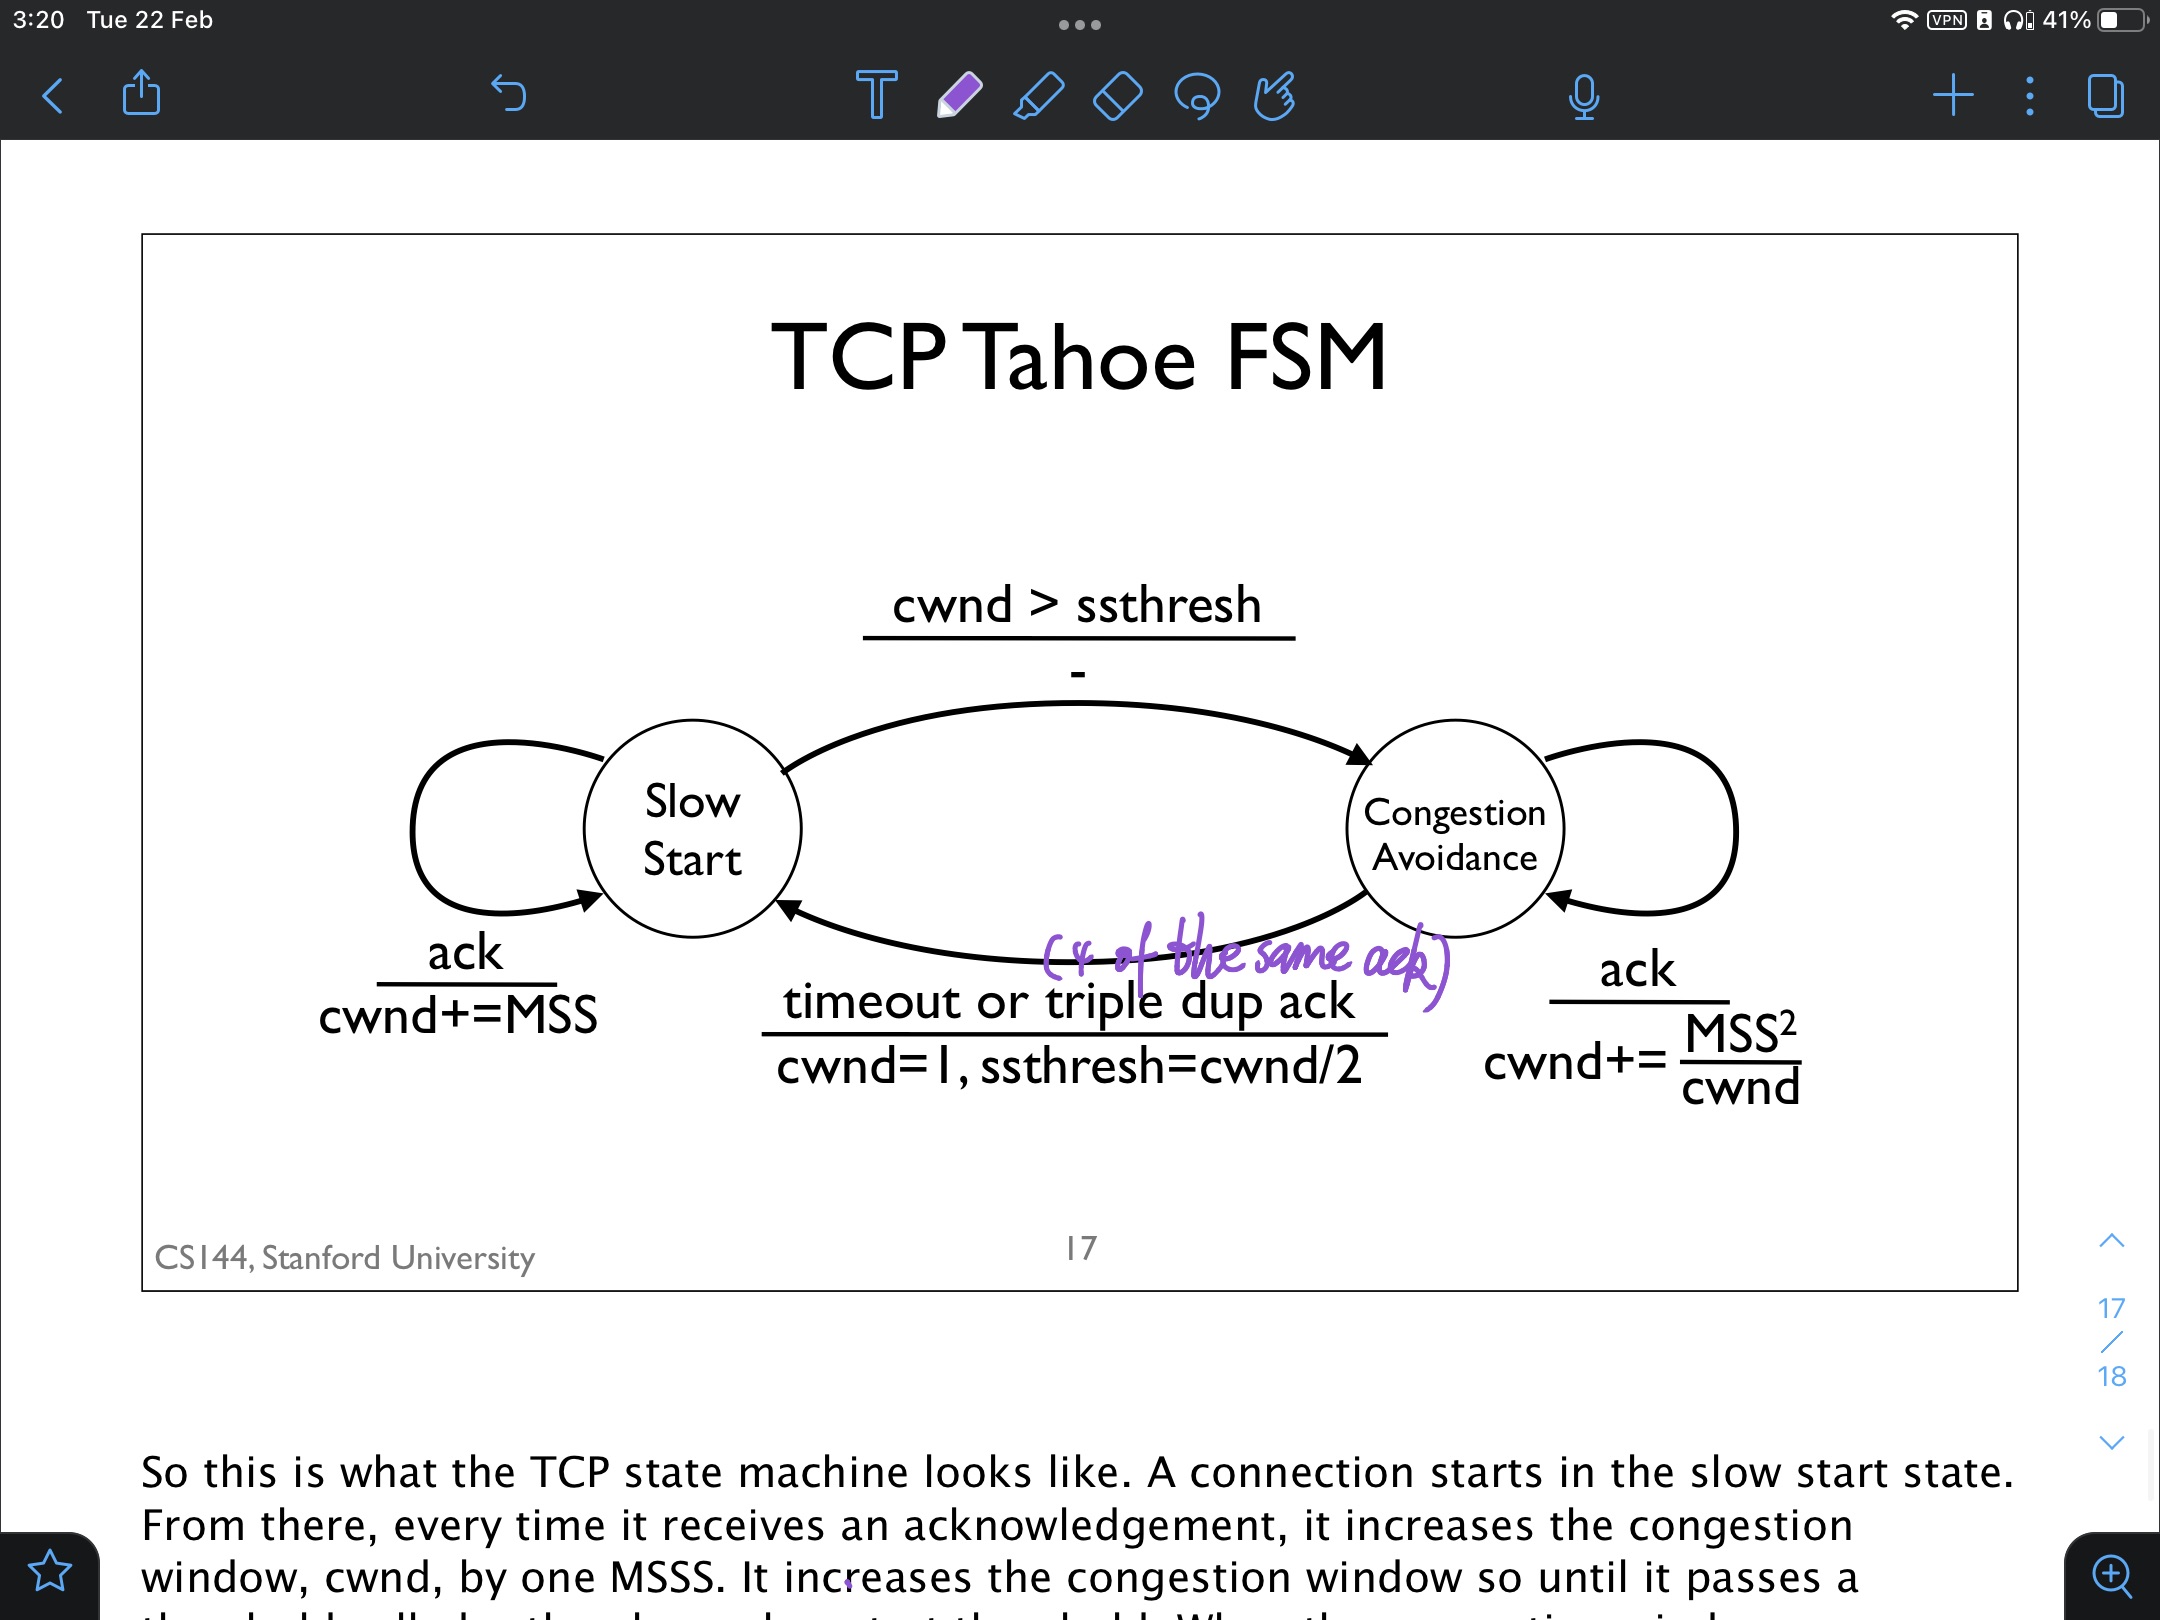 3:20 Tue 22 Feb
VPN 41%
T
TCP Tahoe FSM
cwnd > ssthresh
-
Slow
Start
Congestion
Avoidance
(4 of the same ack)
ack
cwnd+=MSS
timeout or triple dup ack
cwnd=1, ssthresh=cwnd/2
ack
cwnd+= MSS²
cwnd
CS144, Stanford University
17
17
/
18
So this is what the TCP state machine looks like. A connection starts in the slow start state.
From there, every time it receives an acknowledgement, it increases the congestion
window, cwnd, by one MSSS. It increases the congestion window so until it passes a